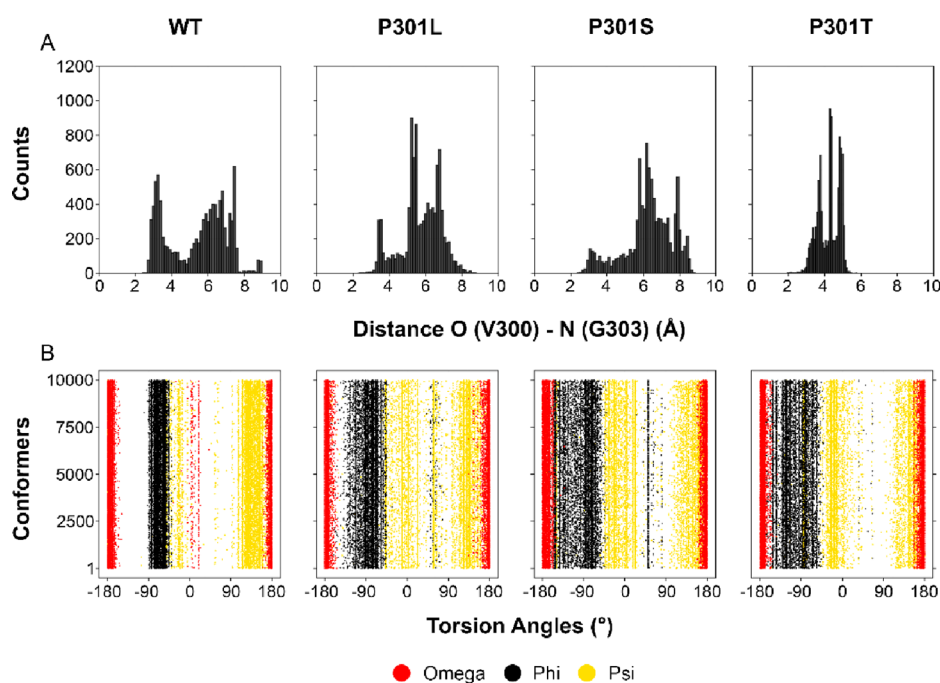 WT P301L P301S P301T
A
1200
1000
800
600
400
200
0
Counts
0 2 4 6 8 10 0 2 4 6 8 10 0 2 4 6 8 10 0 2 4 6 8 10
Distance O (V300) - N (G303) (Å)
B
10000
7500
5000
2500
1
Conformers
-180 -90 0 90 180 -180 -90 0 90 180 -180 -90 0 90 180 -180 -90 0 90 180
Torsion Angles (°)
Omega Phi Psi